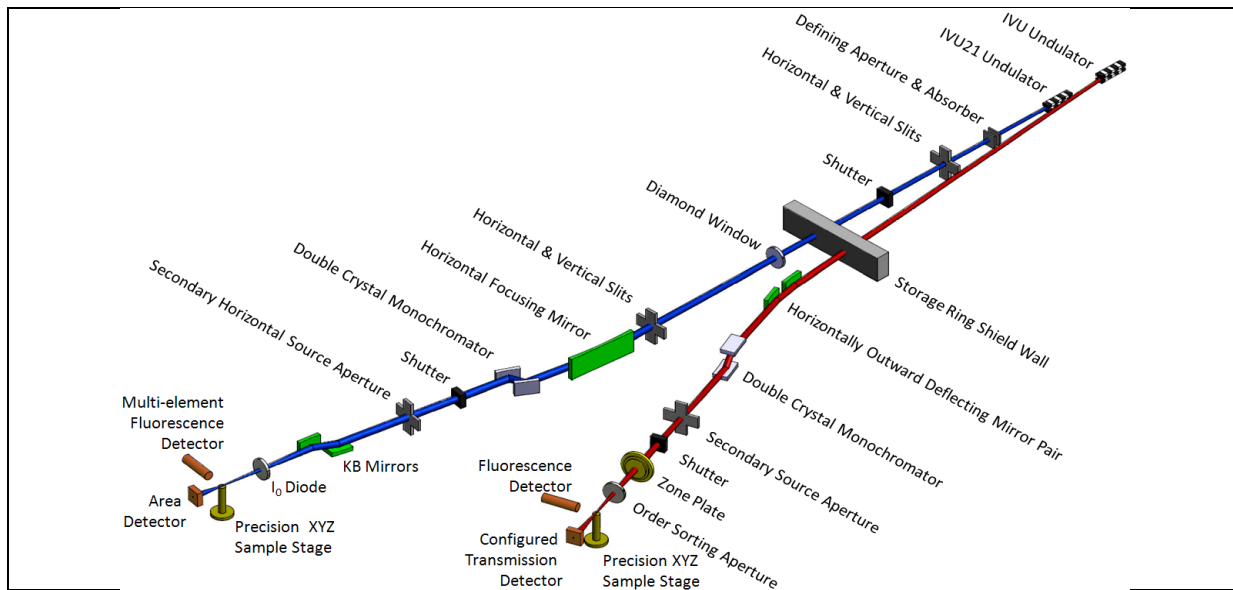 IVU Undulator
IVU21 Undulator
Defining Aperture & Absorber
Horizontal & Vertical Slits
Shutter
Diamond Window
Horizontal & Vertical Slits
Horizontal Focusing Mirror
Double Crystal Monochromator
Secondary Horizontal Source Aperture
Shutter
Storage Ring Shield Wall
Horizontally Outward Deflecting Mirror Pair
Double Crystal Monochromator
Secondary Source Aperture
Shutter
Zone Plate
Order Sorting Aperture
Multi-element
Fluorescence
Detector
KB Mirrors
I₀ Diode
Area
Detector
Precision XYZ
Sample Stage
Fluorescence
Detector
Configured
Transmission
Detector
Precision XYZ
Sample Stage